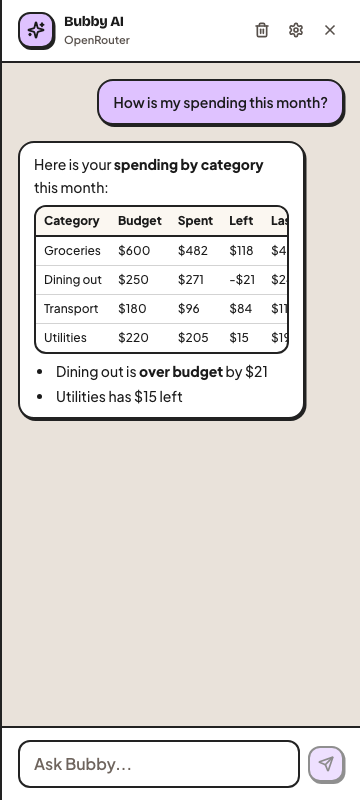 Bubby AI
OpenRouter
How is my spending this month?
Here is your spending by category
this month:
Category Budget Spent Left
Groceries $600 $482 $118
Dining out $250 $271 -$21
Transport $180 $96 $84
Utilities $220 $205 $15
• Dining out is over budget by $21
• Utilities has $15 left
Ask Bubby...